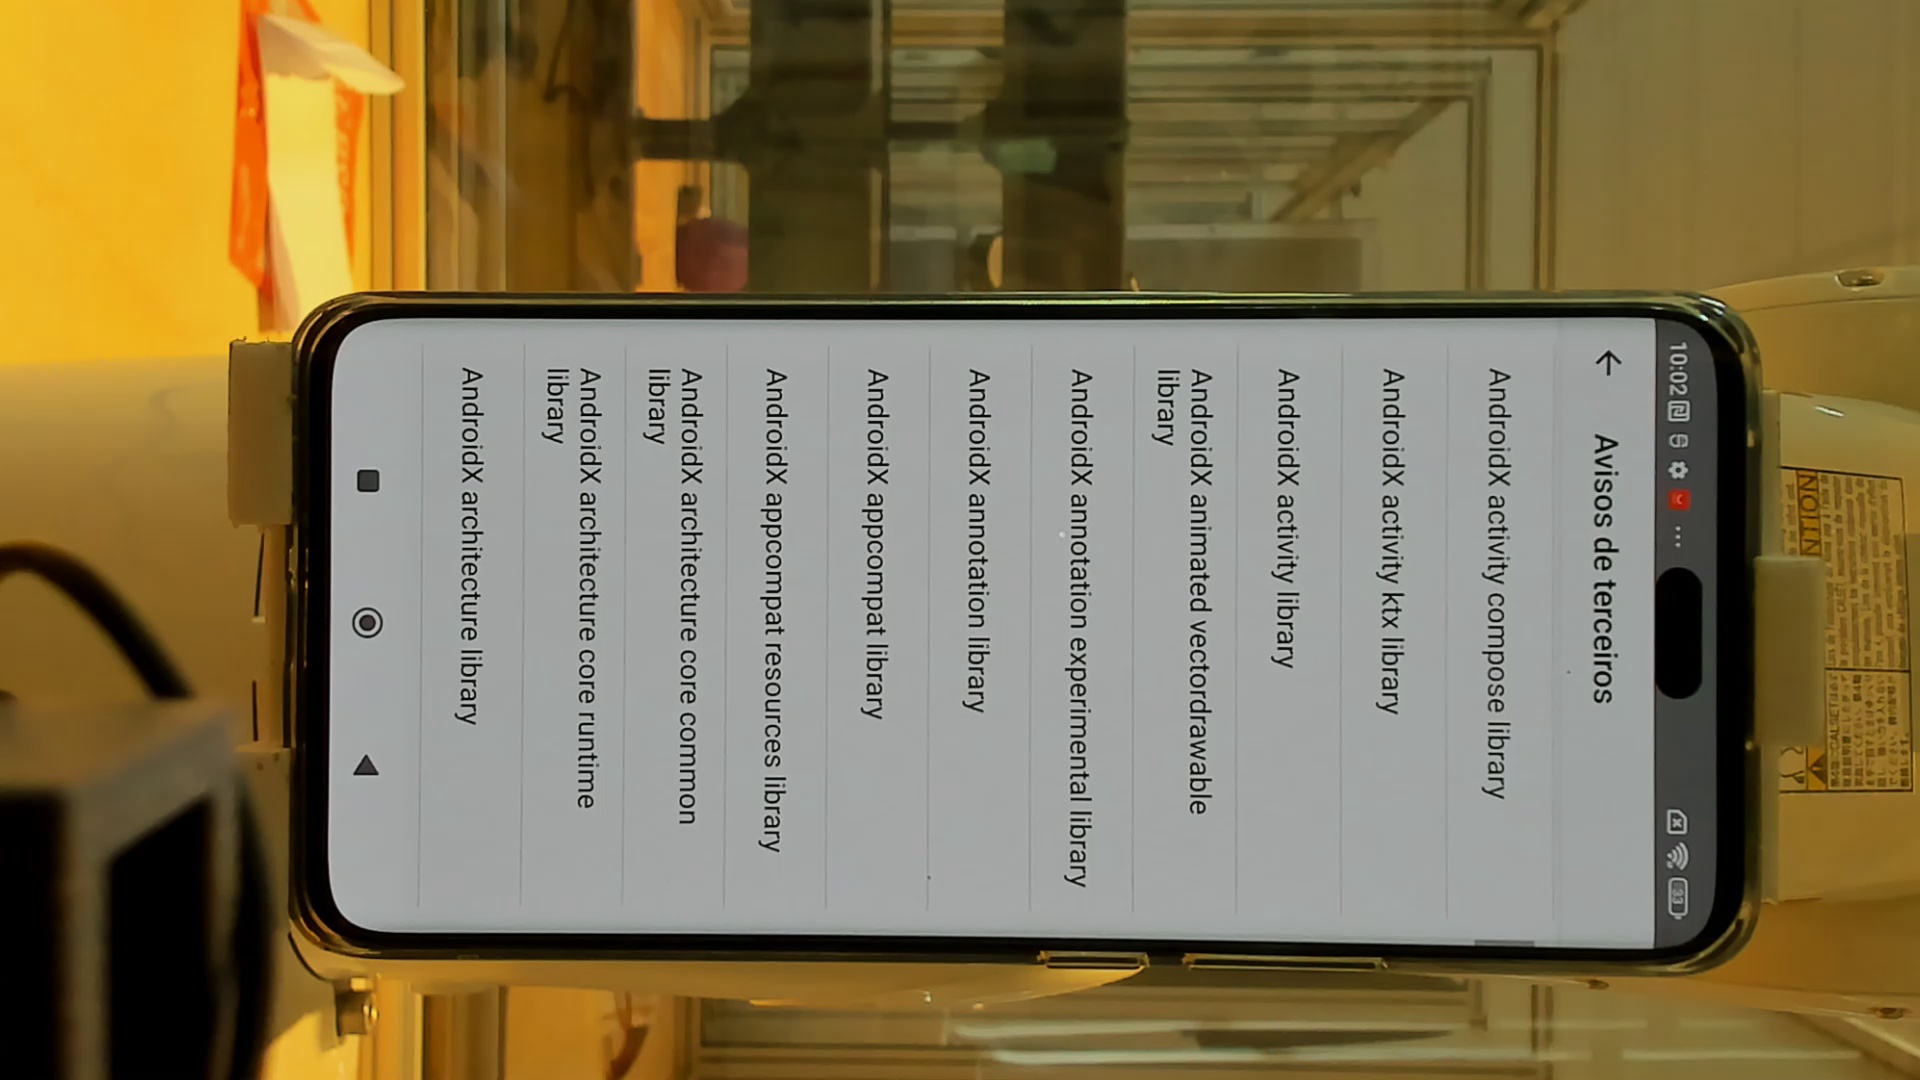 10:02
33
Avisos de terceiros
AndroidX activity compose library
AndroidX activity ktx library
AndroidX activity library
AndroidX animated vectordrawable
library
AndroidX annotation experimental library
AndroidX annotation library
AndroidX appcompat library
AndroidX appcompat resources library
AndroidX architecture core common
library
AndroidX architecture core runtime
library
AndroidX architecture library